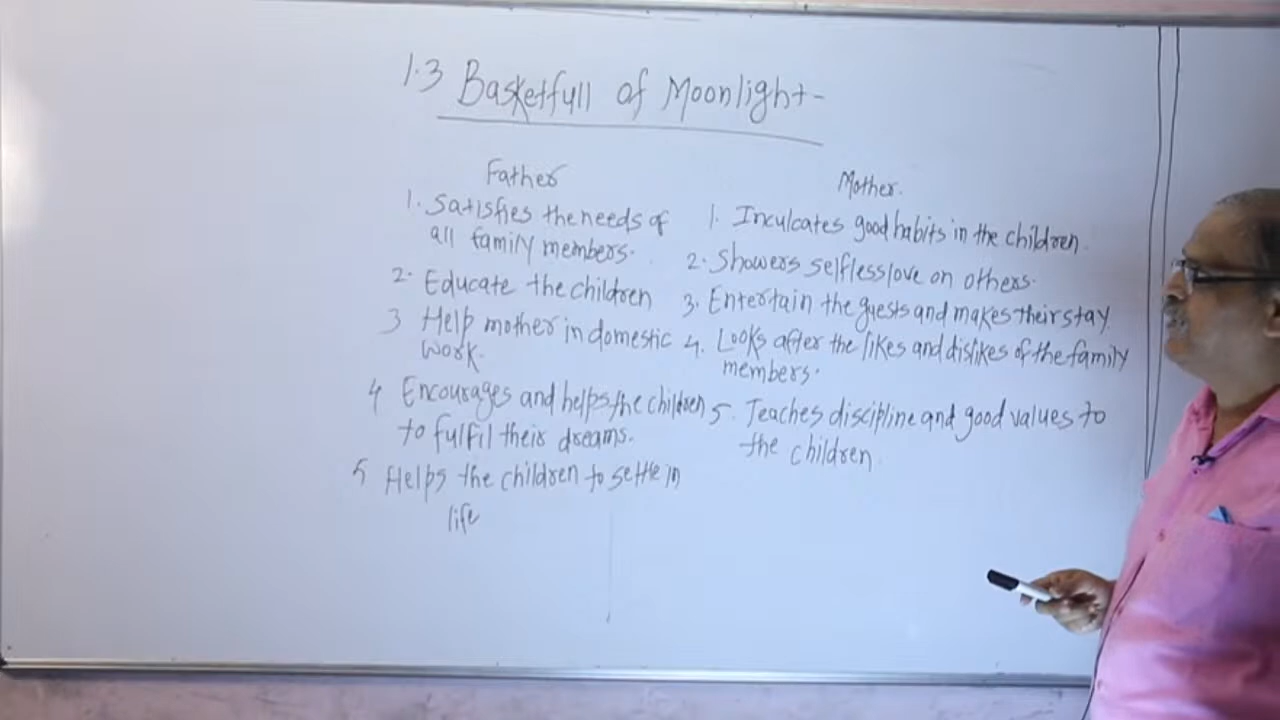 1.3 Basketfull of Moonlight-
Father
1. Satisfies the needs of
all family members.
2. Educate the children
3 Help mother in domestic
work.
4 Encourages and helps the children
to fulfil their dreams.
5 Helps the children to settle in
life
Mother.
1. Inculcates good habits in the children.
2. Showers selfless love on others.
3. Entertain the guests and makes their stay.
4. Looks after the likes and dislikes of the family
members.
5. Teaches discipline and good values to
the children.